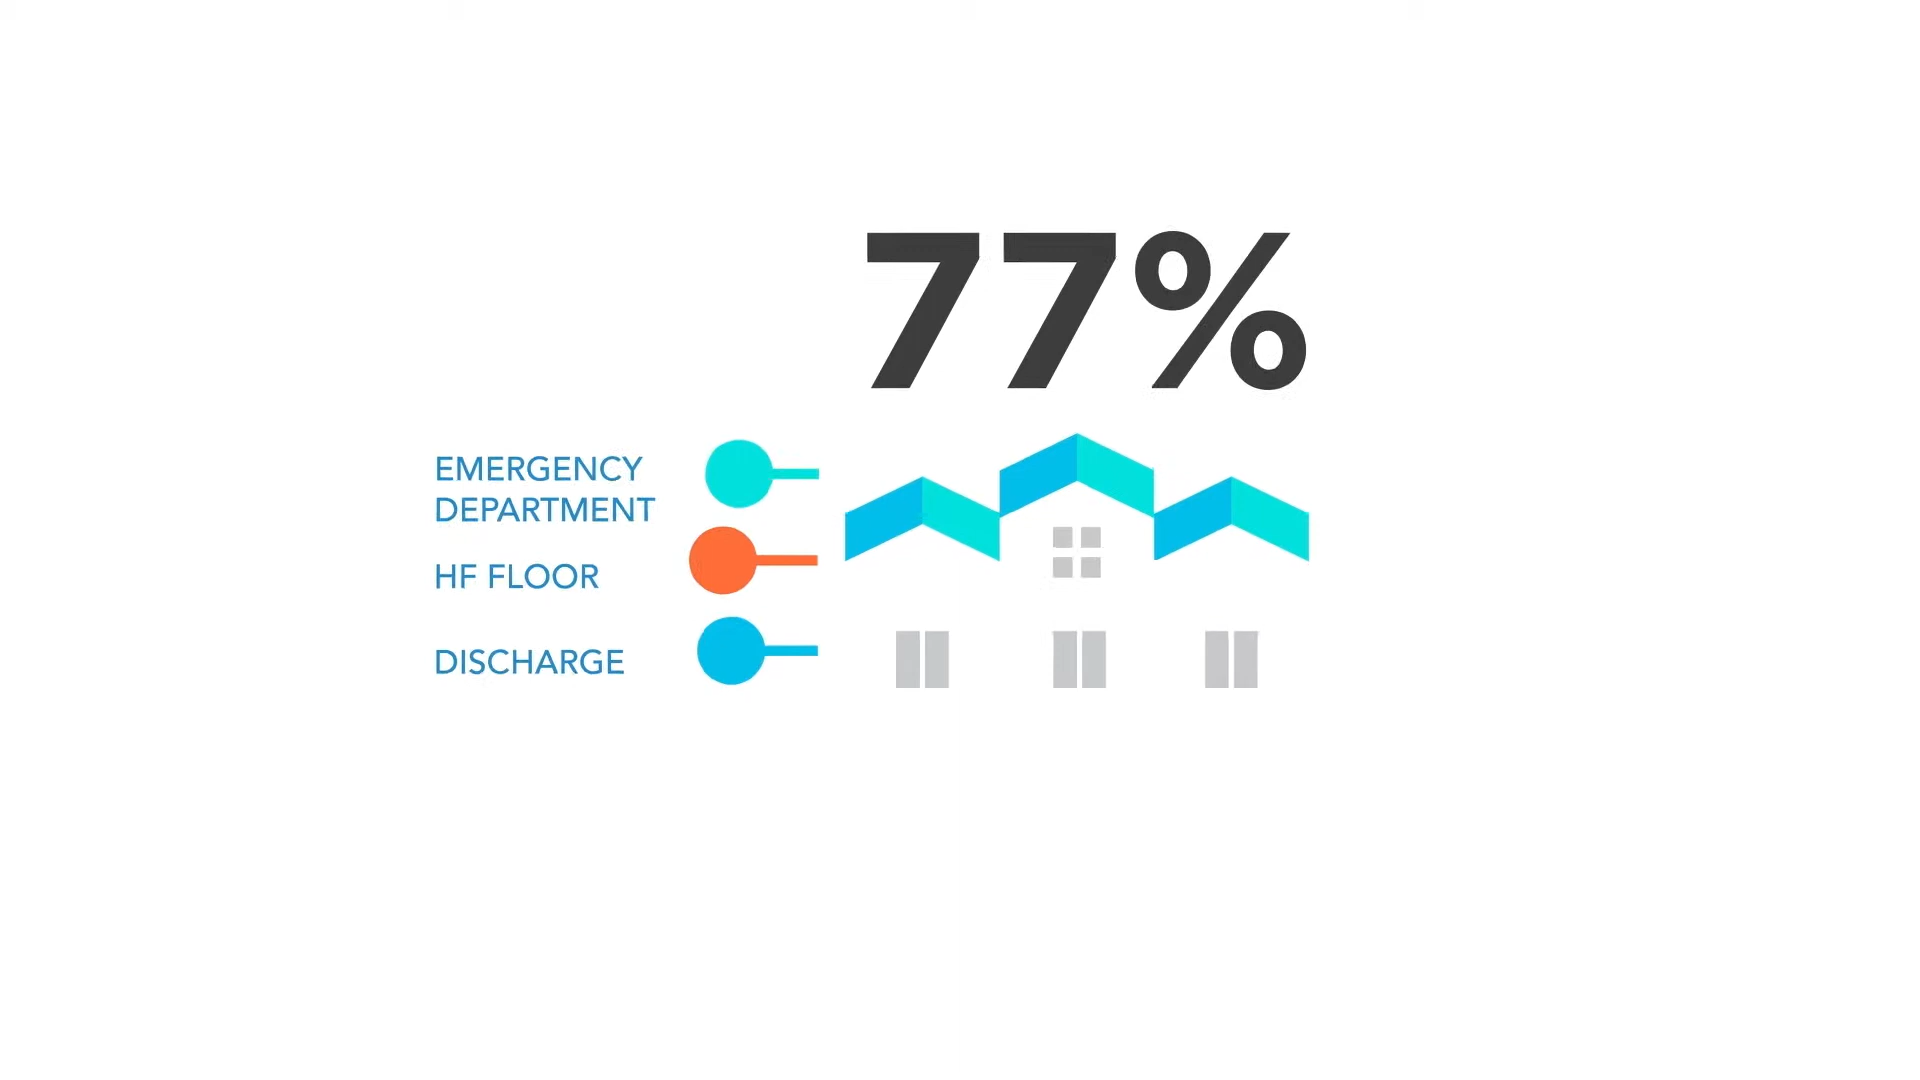 77%
EMERGENCY
DEPARTMENT
HF FLOOR
DISCHARGE